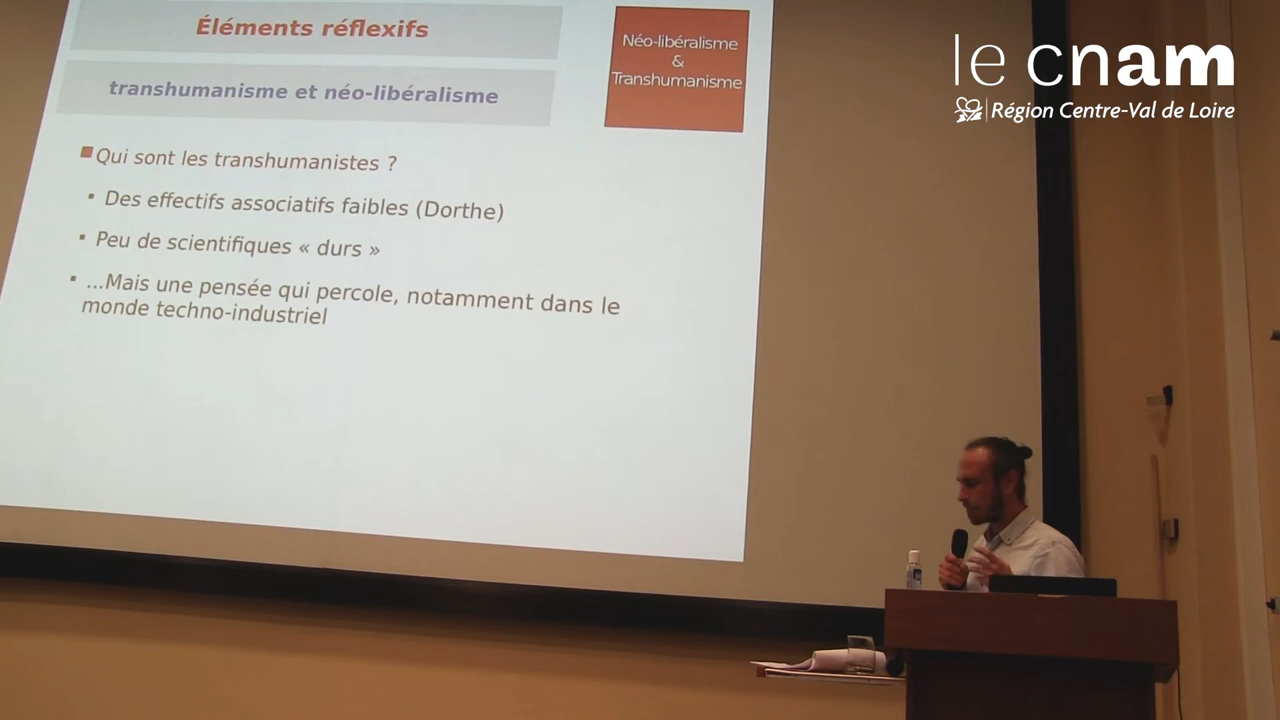 Éléments réflexifs
transhumanisme et néo-libéralisme
Néo-libéralisme
&
Transhumanisme
Qui sont les transhumanistes ?
Des effectifs associatifs faibles (Dorthe)
Peu de scientifiques « durs »
...Mais une pensée qui percole, notamment dans le
monde techno-industriel
le cnam
Région Centre-Val de Loire